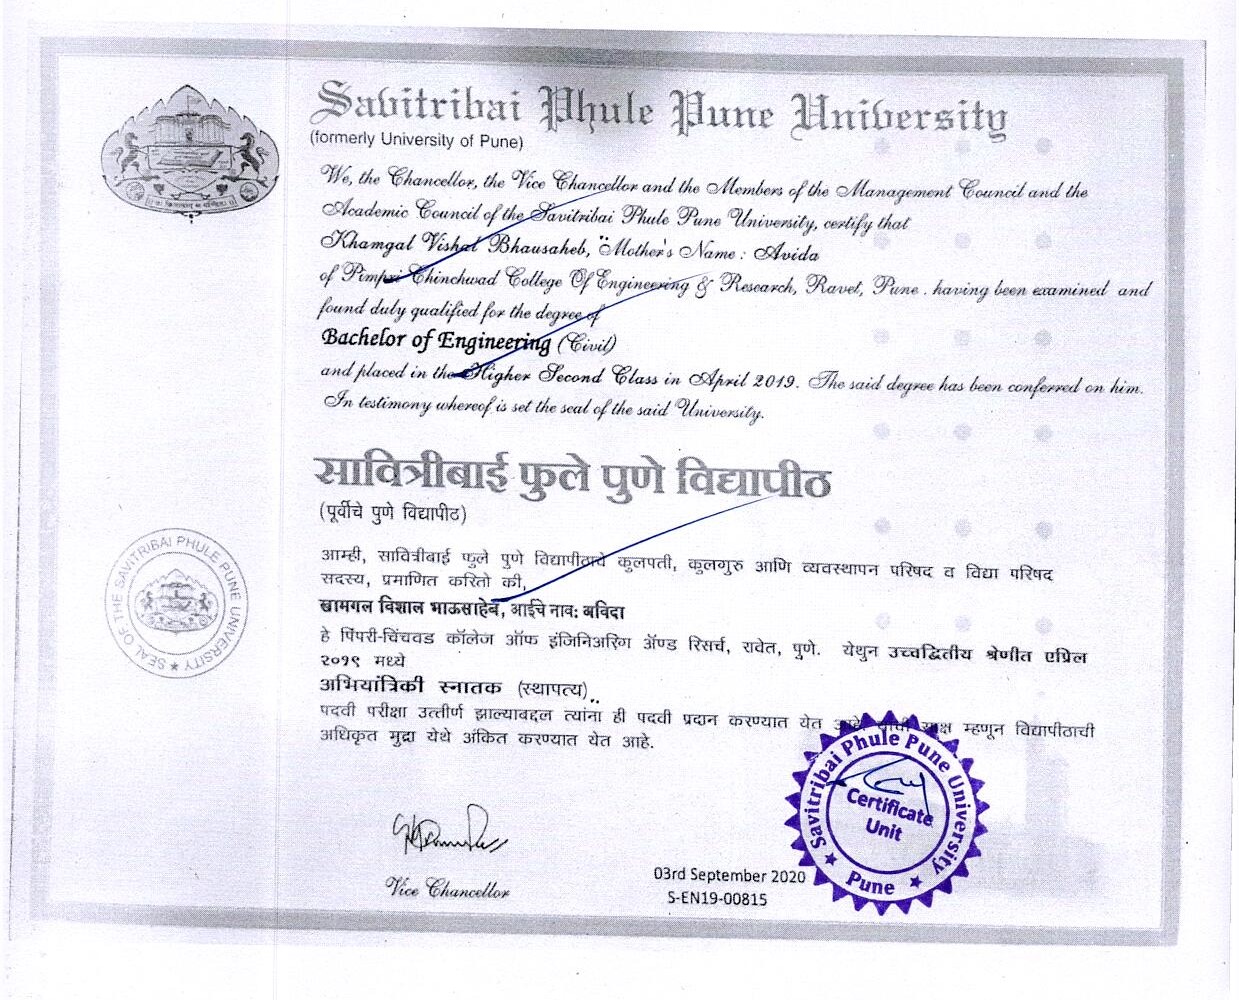 Savitribai Phule Pune University
(formerly University of Pune)
We, the Chancellor, the Vice Chancellor and the Members of the Management Council and the
Academic Council of the Savitribai Phule Pune University, certify that
Khamgal Vishal Bhausaheb, Mother's Name : Avida
of Pimpri Chinchwad College Of Engineering & Research, Ravet, Pune . having been examined and
found duly qualified for the degree of
Bachelor of Engineering (Civil)
and placed in the Higher Second Class in April 2019. The said degree has been conferred on him.
In testimony whereof is set the seal of the said University.
सावित्रीबाई फुले पुणे विद्यापीठ
(पूर्वीचे पुणे विद्यापीठ)
आम्ही, सावित्रीबाई फुले पुणे विद्यापीठाचे कुलपती, कुलगुरु आणि व्यवस्थापन परिषद व विद्या परिषद
सदस्य, प्रमाणित करितो की,
खामगल विशाल भाऊसाहेब, आईचे नाव: अविदा
हे पिंपरी-चिंचवड कॉलेज ऑफ इंजिनिअरिंग ॲण्ड रिसर्च, रावेत, पुणे. येथुन उच्चद्वितीय श्रेणीत एप्रिल
२०१९ मध्ये
अभियांत्रिकी स्नातक (स्थापत्य)
पदवी परीक्षा उत्तीर्ण झाल्याबद्दल त्यांना ही पदवी प्रदान करण्यात येत आहे. म्हणून विद्यापीठाची
अधिकृत मुद्रा येथे अंकित करण्यात येत आहे.
SEAL OF THE SAVITRIBAI PHULE PUNE UNIVERSITY
Vice Chancellor
03rd September 2020
S-EN19-00815
Savitribai Phule Pune University
Certificate
Unit
Pune